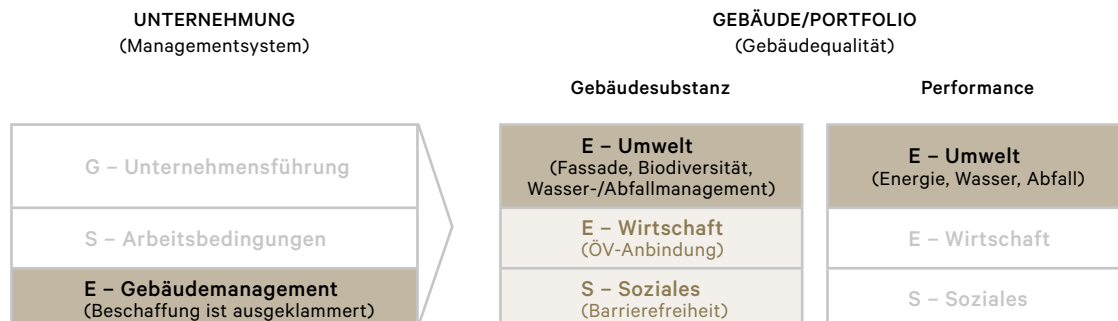 UNTERNEHMUNG
(Managementsystem)
GEBÄUDE/PORTFOLIO
(Gebäudequalität)
Gebäudesubstanz
Performance
G – Unternehmensführung
S – Arbeitsbedingungen
E – Gebäudemanagement
(Beschaffung ist ausgeklammert)
E – Umwelt
(Fassade, Biodiversität,
Wasser-/Abfallmanagement)
E – Wirtschaft
(ÖV-Anbindung)
S – Soziales
(Barrierefreiheit)
E – Umwelt
(Energie, Wasser, Abfall)
E – Wirtschaft
S – Soziales